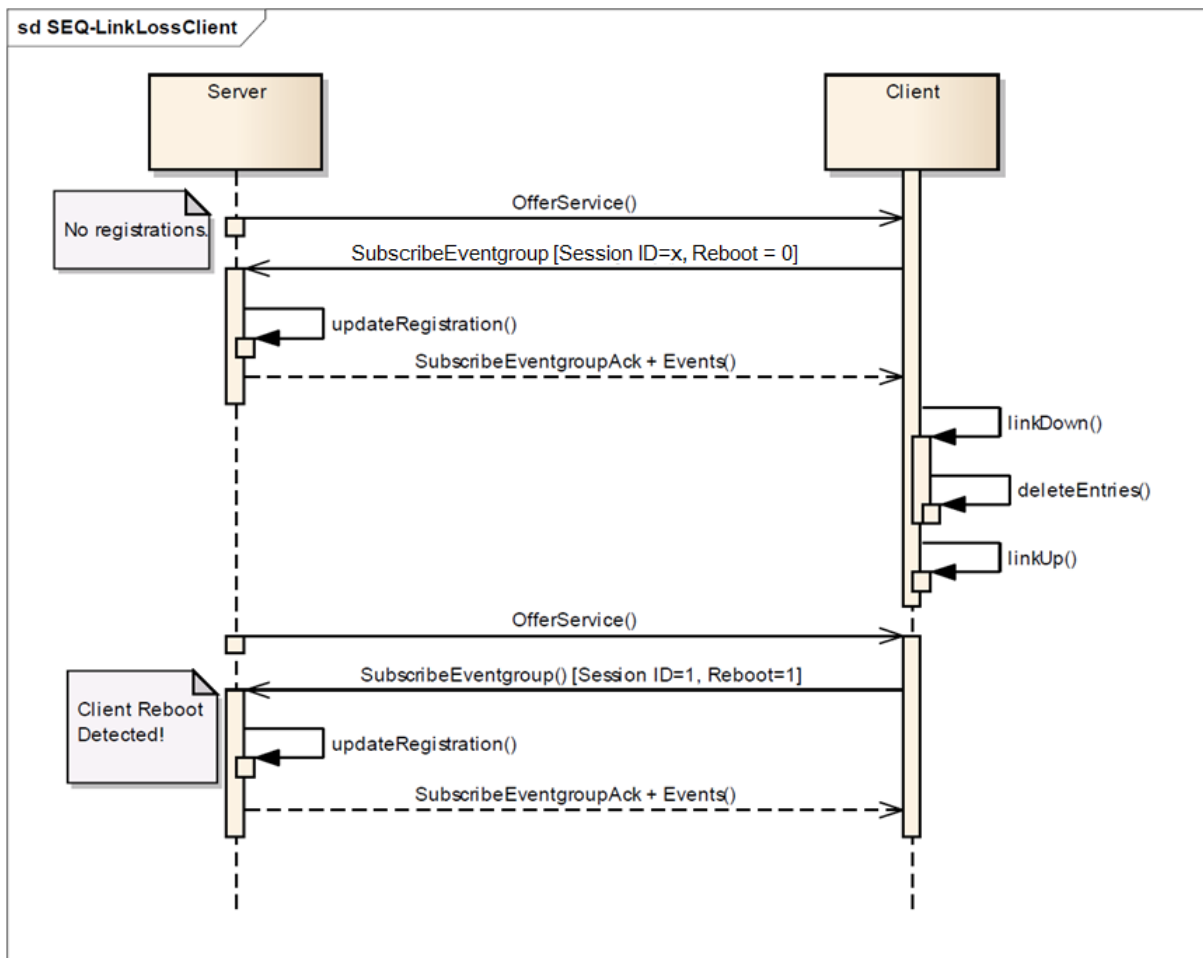 sd SEQ-LinkLossClient
Server
Client
OfferService()
No registrations.
SubscribeEventgroup [Session ID=x, Reboot = 0]
updateRegistration()
SubscribeEventgroupAck + Events()
linkDown()
deleteEntries()
linkUp()
OfferService()
SubscribeEventgroup() [Session ID=1, Reboot=1]
Client Reboot
Detected!
updateRegistration()
SubscribeEventgroupAck + Events()